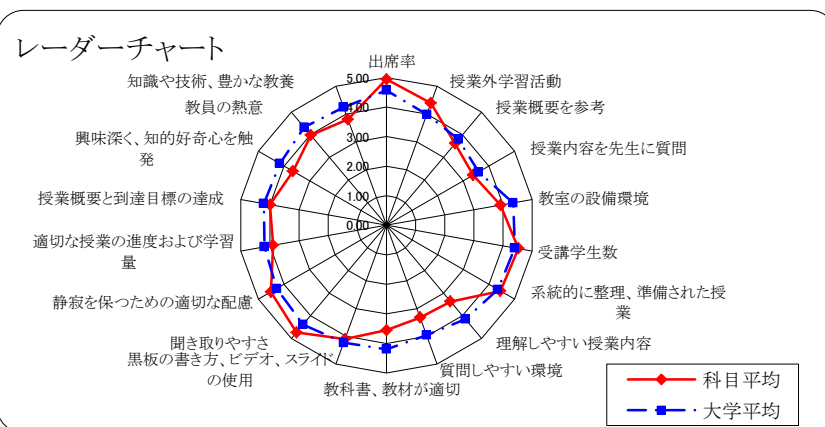 レーダーチャート
出席率
授業外学習活動
授業概要を参考
授業内容を先生に質問
教室の設備環境
受講学生数
系統的に整理、準備された授
業
理解しやすい授業内容
質問しやすい環境
教科書、教材が適切
黒板の書き方、ビデオ、スライド
の使用
聞き取りやすさ
静寂を保つための適切な配慮
適切な授業の進度および学習
量
授業概要と到達目標の達成
興味深く、知的好奇心を触
発
教員の熱意
知識や技術、豊かな教養
5.00
4.00
3.00
2.00
1.00
0.00
科目平均
大学平均